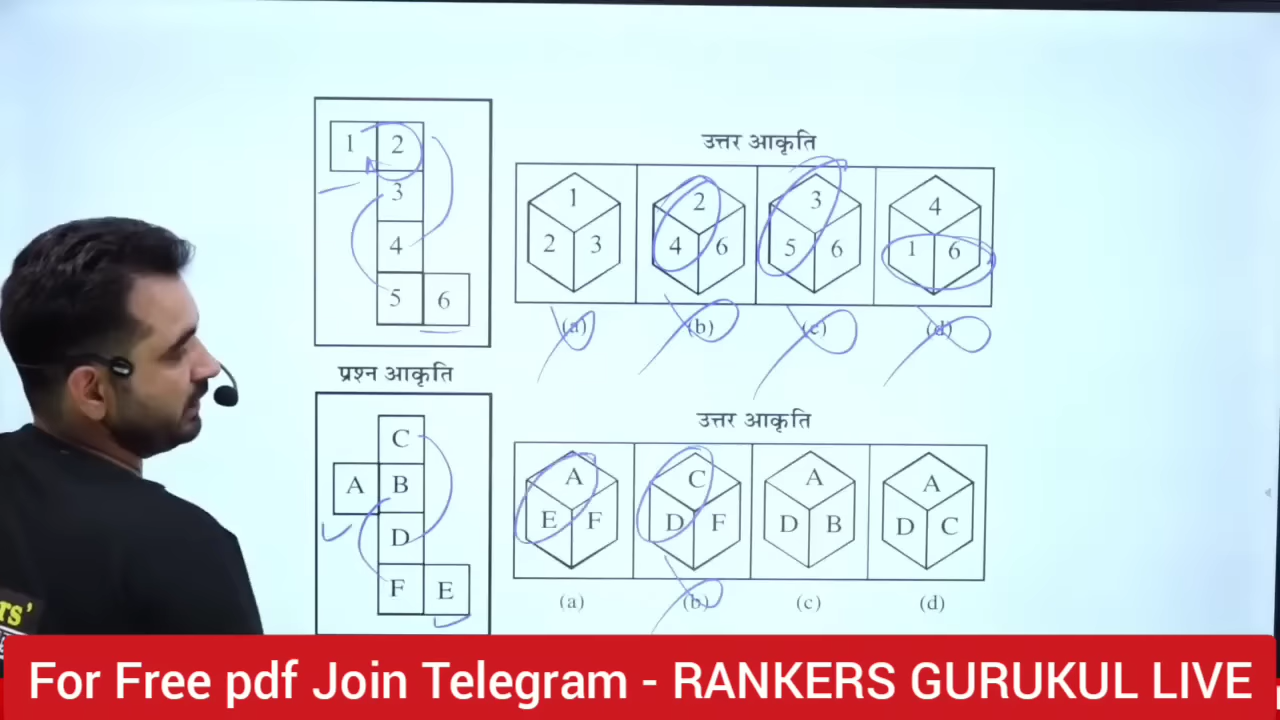 उत्तर आकृति
1 2
3
4
5 6
1
2 3
2
4 6
3
5 6
4
1 6
(a) (b) (c) (d)
प्रश्न आकृति
उत्तर आकृति
C
A B
D
F E
A
E F
C
D F
A
D B
A
D C
(a) (b) (c) (d)
For Free pdf Join Telegram - RANKERS GURUKUL LIVE